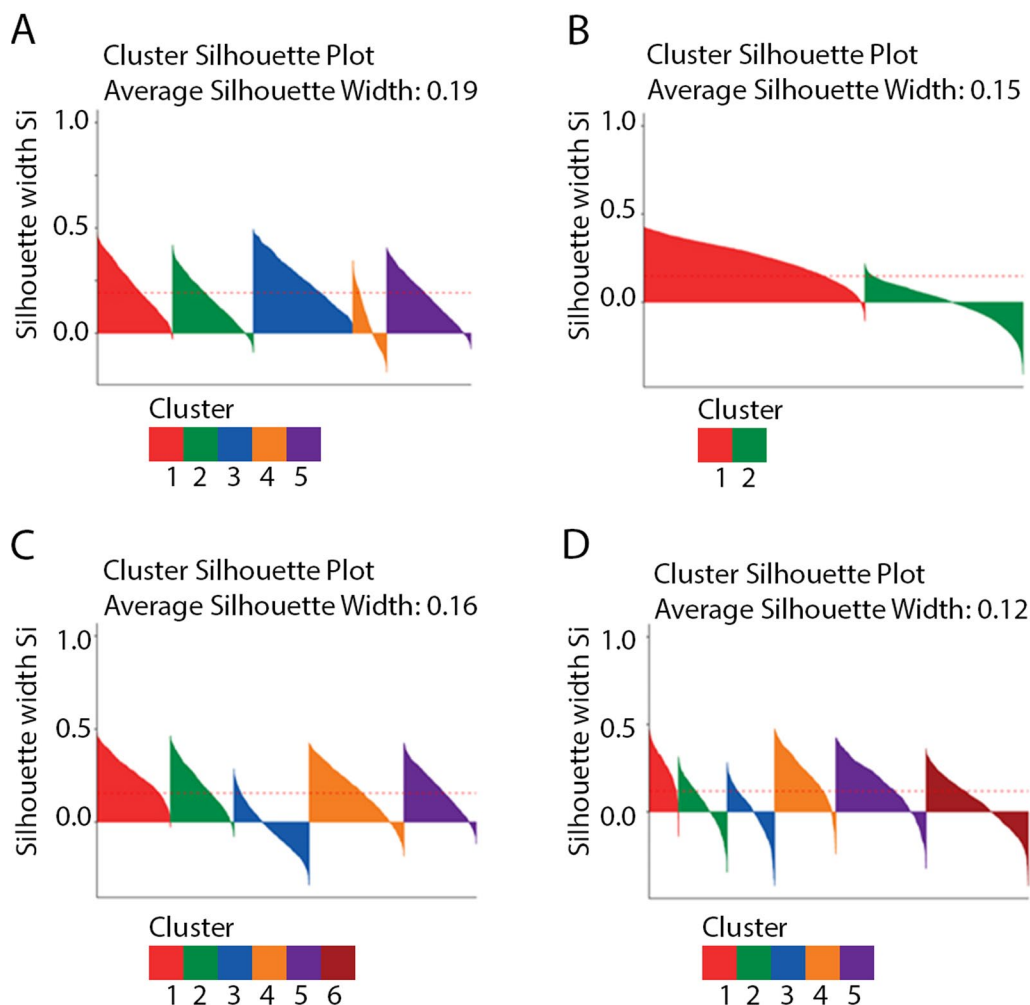 A
Cluster Silhouette Plot
Average Silhouette Width: 0.19
Silhouette width Si
1.0
0.5
0.0
Cluster
1 2 3 4 5
B
Cluster Silhouette Plot
Average Silhouette Width: 0.15
Silhouette width Si
1.0
0.5
0.0
Cluster
1 2
C
Cluster Silhouette Plot
Average Silhouette Width: 0.16
Silhouette width Si
1.0
0.5
0.0
Cluster
1 2 3 4 5 6
D
Cluster Silhouette Plot
Average Silhouette Width: 0.12
Silhouette width Si
1.0
0.5
0.0
Cluster
1 2 3 4 5